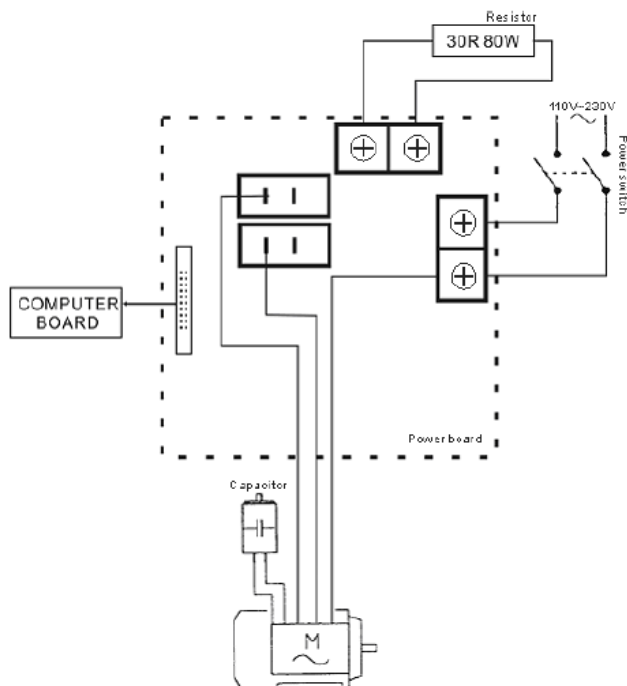 Resistor
30R 80W
110V~230V
Power switch
COMPUTER
BOARD
Power board
Capacitor
M